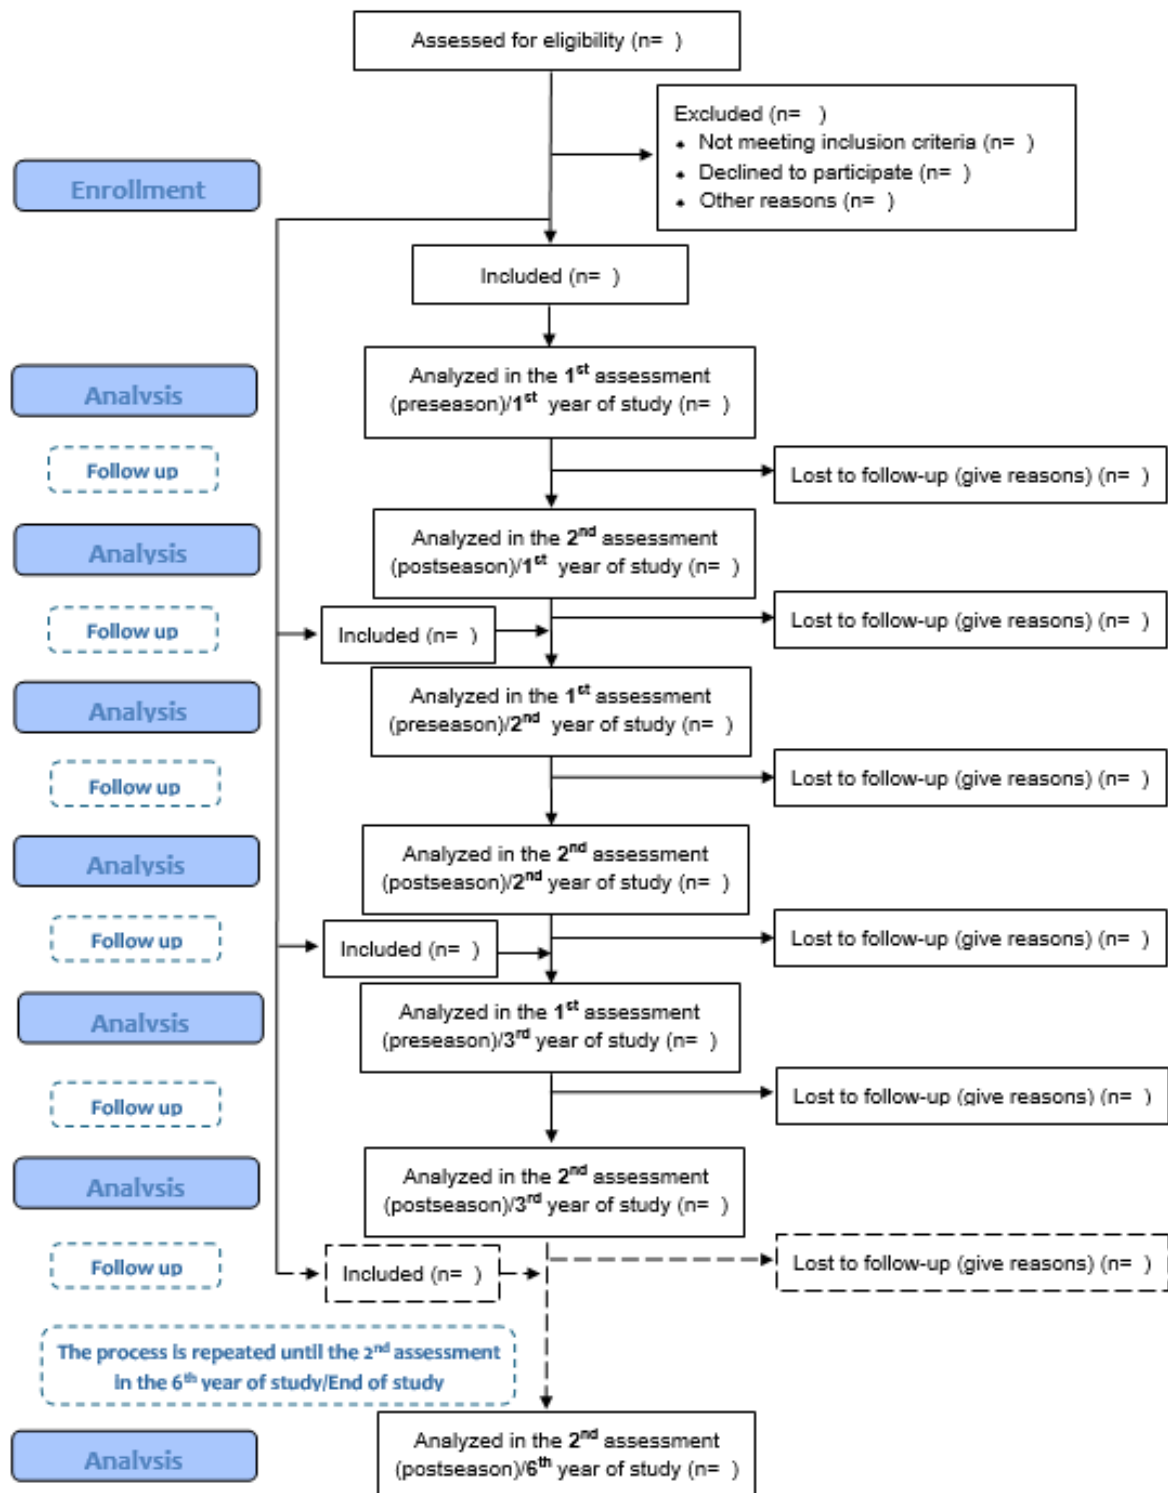 Assessed for eligibility (n=  )
Excluded (n=  )
• Not meeting inclusion criteria (n=  )
• Declined to participate (n=  )
• Other reasons (n=  )
Enrollment
Included (n=  )
Analysis
Analyzed in the 1st assessment
(preseason)/1st year of study (n=  )
Follow up
Lost to follow-up (give reasons) (n=  )
Analysis
Analyzed in the 2nd assessment
(postseason)/1st year of study (n=  )
Follow up
Included (n=  )
Lost to follow-up (give reasons) (n=  )
Analysis
Analyzed in the 1st assessment
(preseason)/2nd year of study (n=  )
Follow up
Lost to follow-up (give reasons) (n=  )
Analysis
Analyzed in the 2nd assessment
(postseason)/2nd year of study (n=  )
Follow up
Included (n=  )
Lost to follow-up (give reasons) (n=  )
Analysis
Analyzed in the 1st assessment
(preseason)/3rd year of study (n=  )
Follow up
Lost to follow-up (give reasons) (n=  )
Analysis
Analyzed in the 2nd assessment
(postseason)/3rd year of study (n=  )
Follow up
Included (n=  )
Lost to follow-up (give reasons) (n=  )
The process is repeated until the 2nd assessment
in the 6th year of study/End of study
Analysis
Analyzed in the 2nd assessment
(postseason)/6th year of study (n=  )